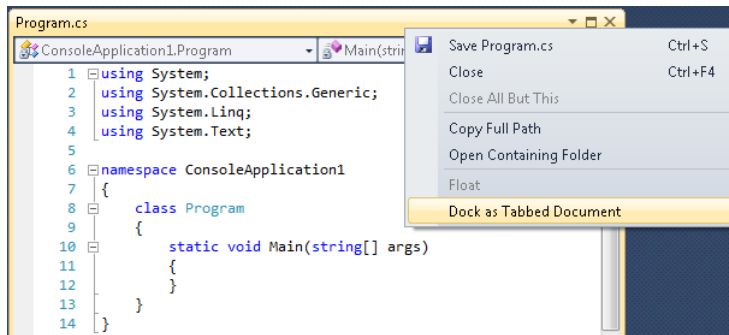 Program.cs
ConsoleApplication1.Program
Main(strin
Save Program.cs Ctrl+S
Close Ctrl+F4
Close All But This
Copy Full Path
Open Containing Folder
Float
Dock as Tabbed Document
1 using System;
2 using System.Collections.Generic;
3 using System.Linq;
4 using System.Text;
5
6 namespace ConsoleApplication1
7 {
8 class Program
9 {
10 static void Main(string[] args)
11 {
12 }
13 }
14 }